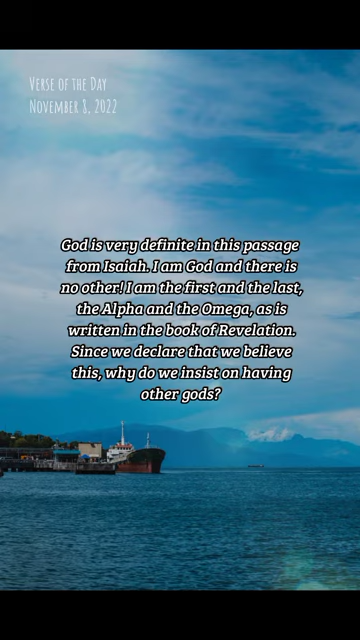 Verse of the Day
November 8, 2022
God is very definite in this passage
from Isaiah. I am God and there is
no other! I am the first and the last,
the Alpha and the Omega, as is
written in the book of Revelation.
Since we declare that we believe
this, why do we insist on having
other gods?